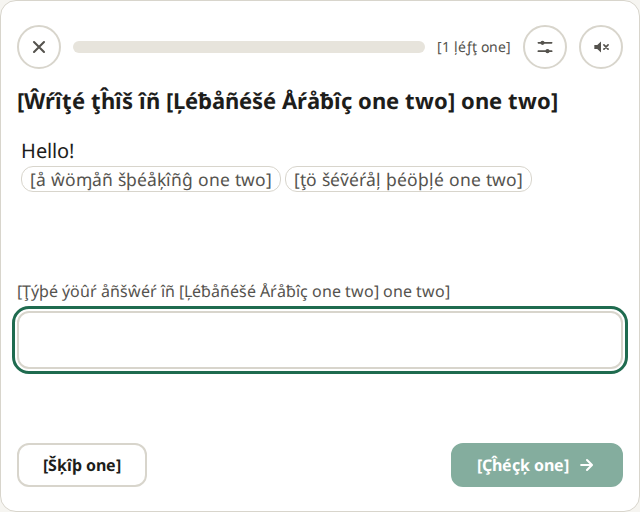 [1 ļéƒţ one]
[Ŵŕîţé ţĥîš îñ [Ļéƀåñéšé Åŕåƀîç one two] one two]
Hello!
[å ŵöɱåñ šþéåķîñĝ one two] [ţö šéṽéŕåļ þéöþļé one two]
[Ţýþé ýöûŕ åñšŵéŕ îñ [Ļéƀåñéšé Åŕåƀîç one two] one two]
[Šķîþ one]
[Çĥéçķ one]